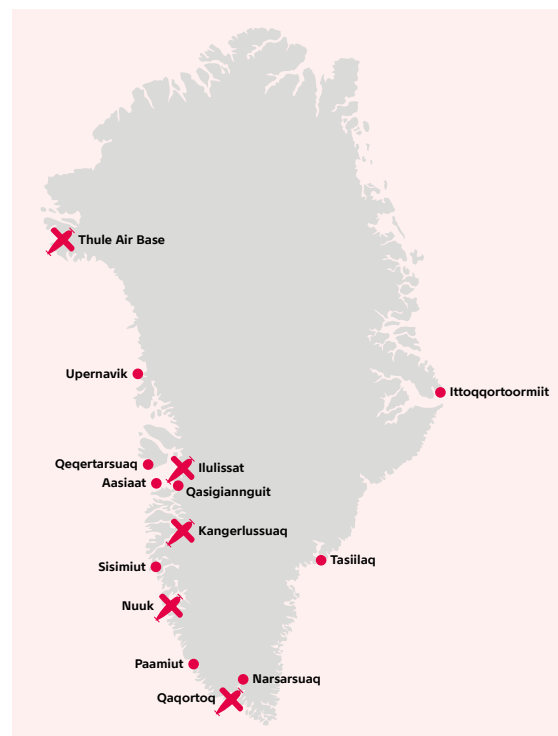 Thule Air Base
Upernavik
Ittoqqortoormiit
Qeqertarsuaq
Ilulissat
Aasiaat
Qasigiannguit
Kangerlussuaq
Tasiilaq
Sisimiut
Nuuk
Paamiut
Narsarsuaq
Qaqortoq